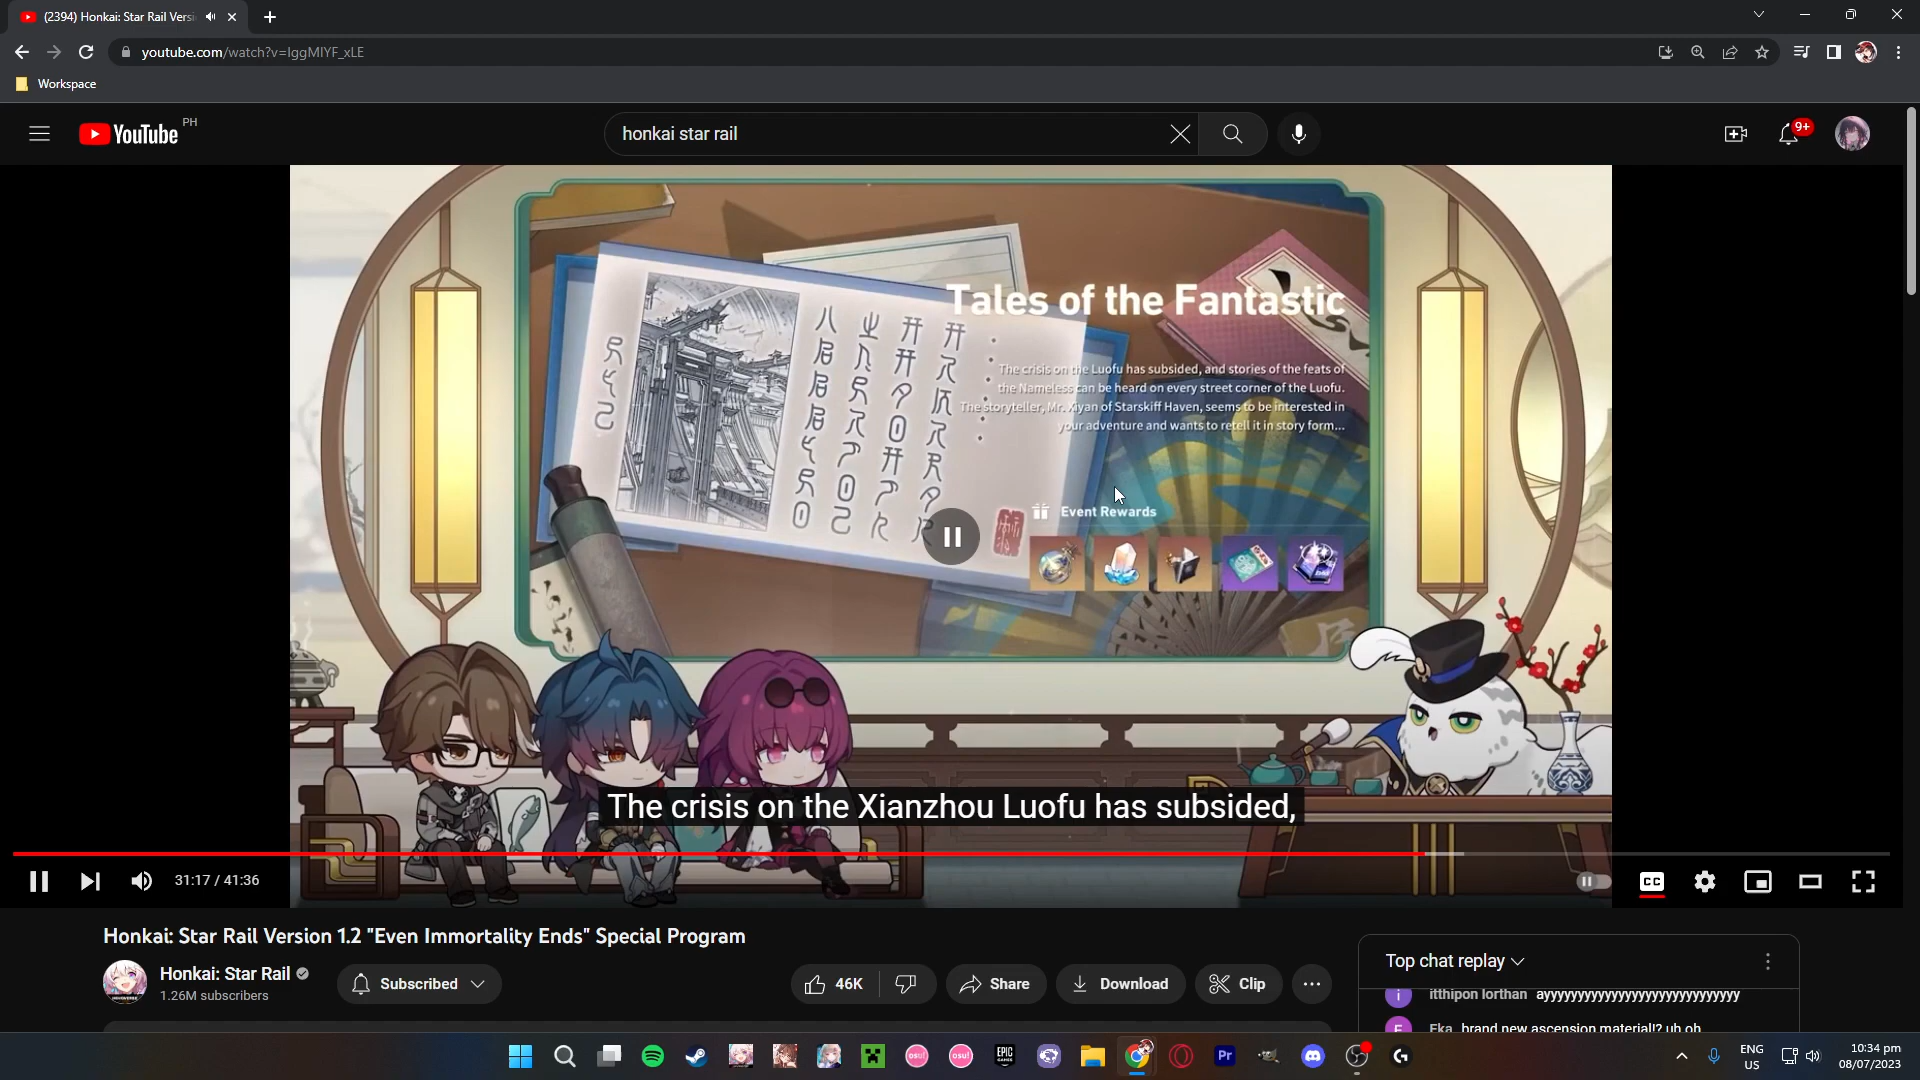 (2394) Honkai: Star Rail Versi
youtube.com/watch?v=IggMIYF_xLE
Workspace
YouTube PH
honkai star rail
9+
Tales of the Fantastic
The crisis on the Luofu has subsided, and stories of the feats of
the Nameless can be heard on every street corner of the Luofu.
The storyteller, Mr. Xiyan of Starskiff Haven, seems to be interested in
your adventure and wants to retell it in story form...
Event Rewards
The crisis on the Xianzhou Luofu has subsided,
31:17 / 41:36
CC
Honkai: Star Rail Version 1.2 "Even Immortality Ends" Special Program
Honkai: Star Rail
1.26M subscribers
Subscribed
46K
Share
Download
Clip
Top chat replay
i itthipon lorthan ayyyyyyyyyyyyyyyyyyyyyyyyyyy
E Eka brand new ascension material!? uh oh
osu!
osu!
EPIC GAMES
Pr
ENG
US
10:34 pm
08/07/2023